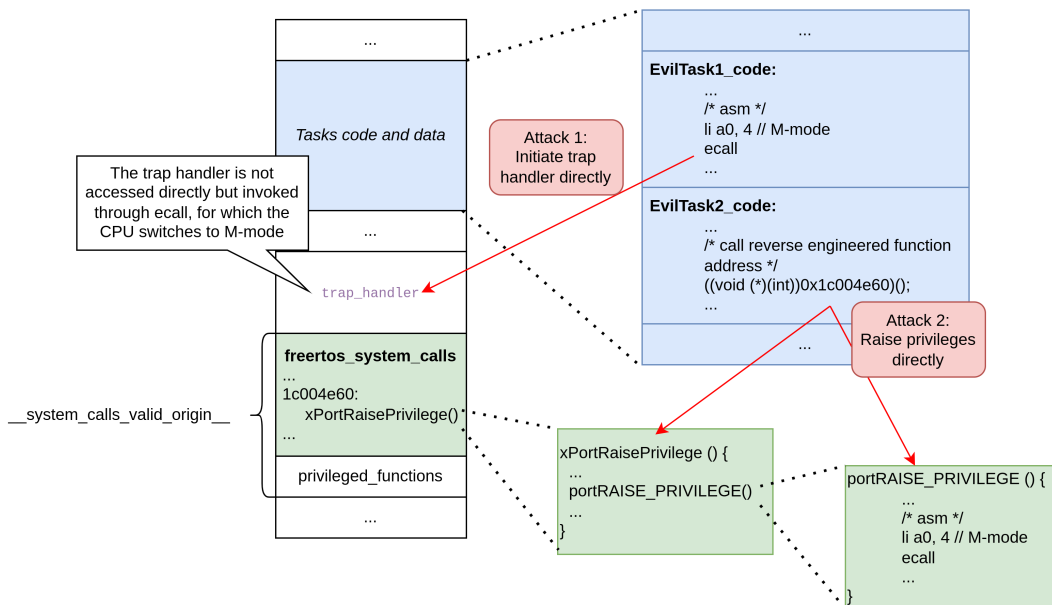 ...
Tasks code and data
...
The trap handler is not
accessed directly but invoked
through ecall, for which the
CPU switches to M-mode
trap_handler
freertos_system_calls
...
1c004e60:
xPortRaisePrivilege()
...
__system_calls_valid_origin__
privileged_functions
...
Attack 1:
Initiate trap
handler directly
...
EvilTask1_code:
...
/* asm */
li a0, 4 // M-mode
ecall
...
EvilTask2_code:
...
/* call reverse engineered function
address */
((void (*)(int))0x1c004e60)();
...
...
Attack 2:
Raise privileges
directly
xPortRaisePrivilege () {
...
portRAISE_PRIVILEGE()
...
}
portRAISE_PRIVILEGE () {
...
/* asm */
li a0, 4 // M-mode
ecall
...
}